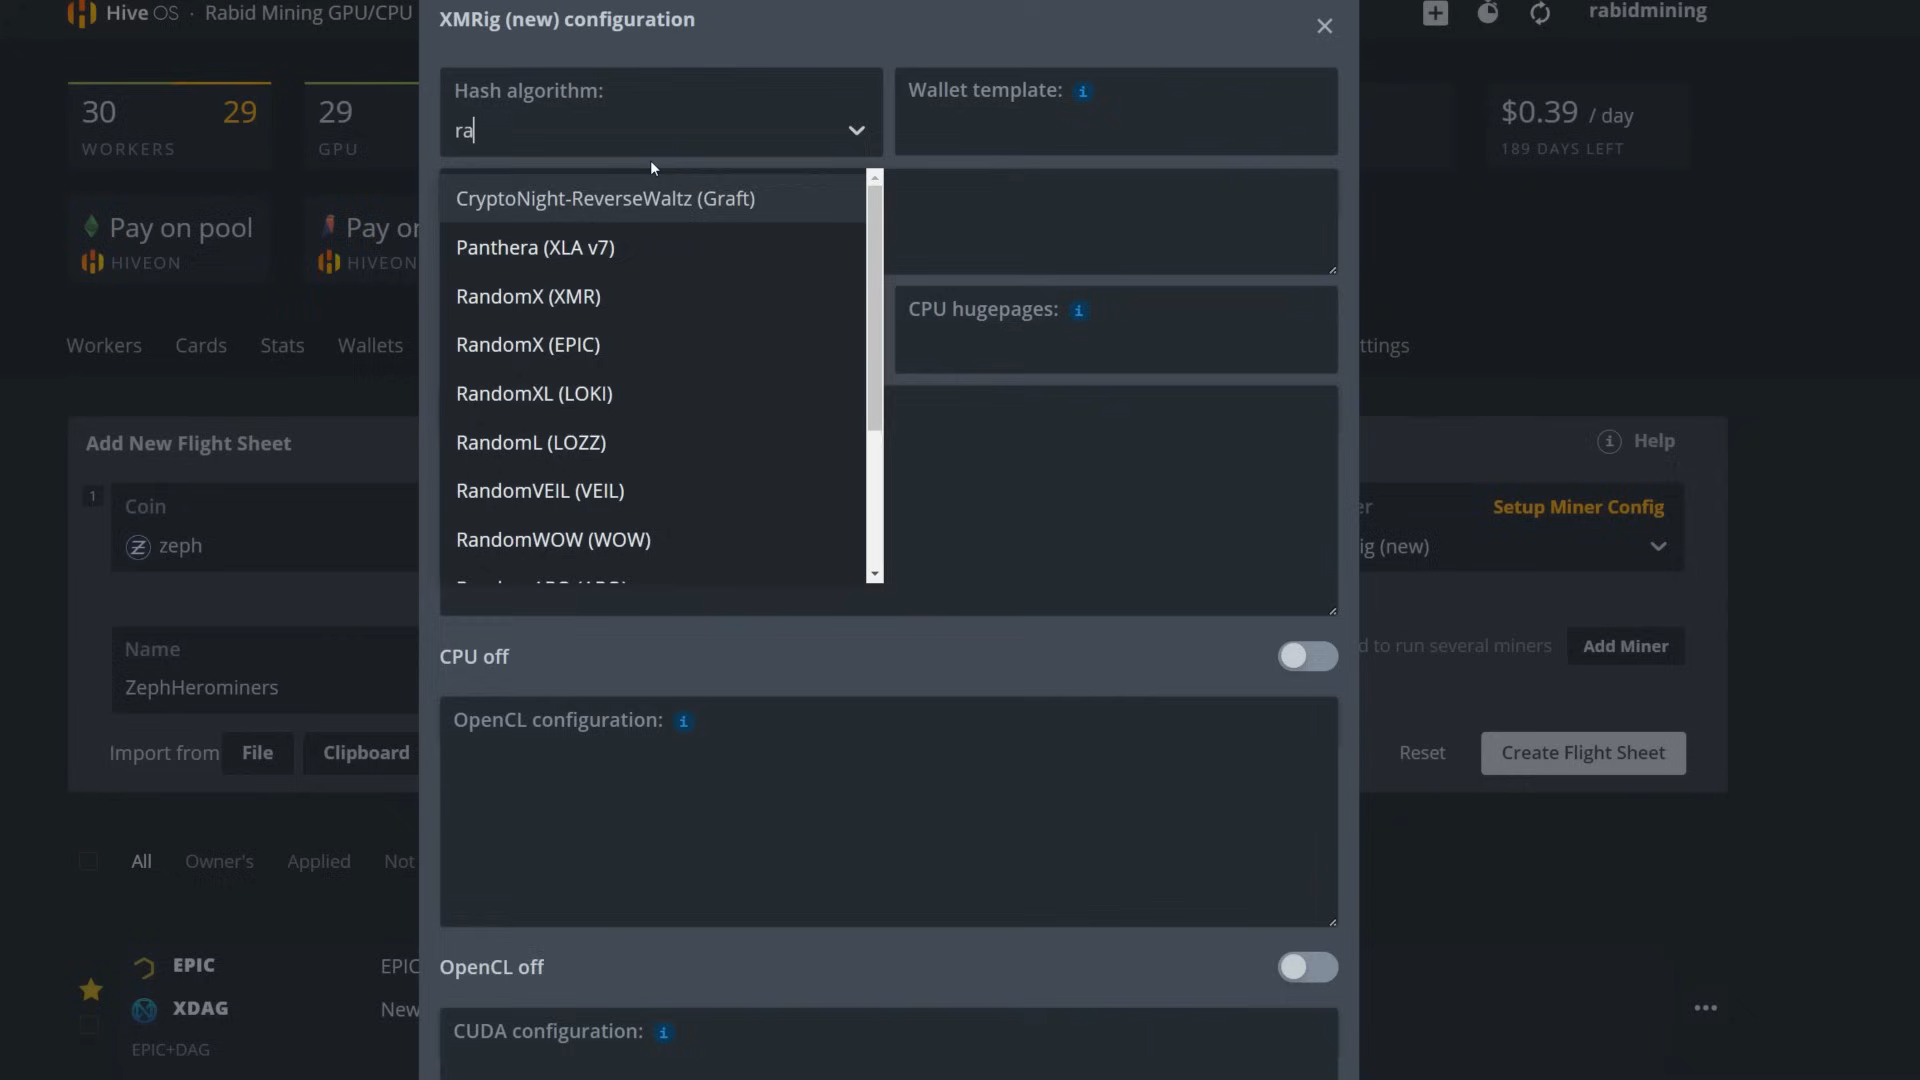 Hive OS · Rabid Mining GPU/CPU
rabidmining
XMRig (new) configuration
30 29
WORKERS
29
GPU
$0.39 / day
189 DAYS LEFT
Pay on pool
HIVEON
Pay or
HIVEON
Workers Cards Stats Wallets
ttings
Hash algorithm:
ra
Wallet template:
CryptoNight-ReverseWaltz (Graft)
Panthera (XLA v7)
RandomX (XMR)
RandomX (EPIC)
RandomXL (LOKI)
RandomL (LOZZ)
RandomVEIL (VEIL)
RandomWOW (WOW)
CPU hugepages:
Add New Flight Sheet
Help
1
Coin
zeph
er
Setup Miner Config
ig (new)
Name
ZephHerominers
d to run several miners
Add Miner
Import from File Clipboard
Reset
Create Flight Sheet
CPU off
OpenCL configuration:
All Owner's Applied Not
EPIC EPIC
XDAG New
EPIC+DAG
OpenCL off
CUDA configuration: